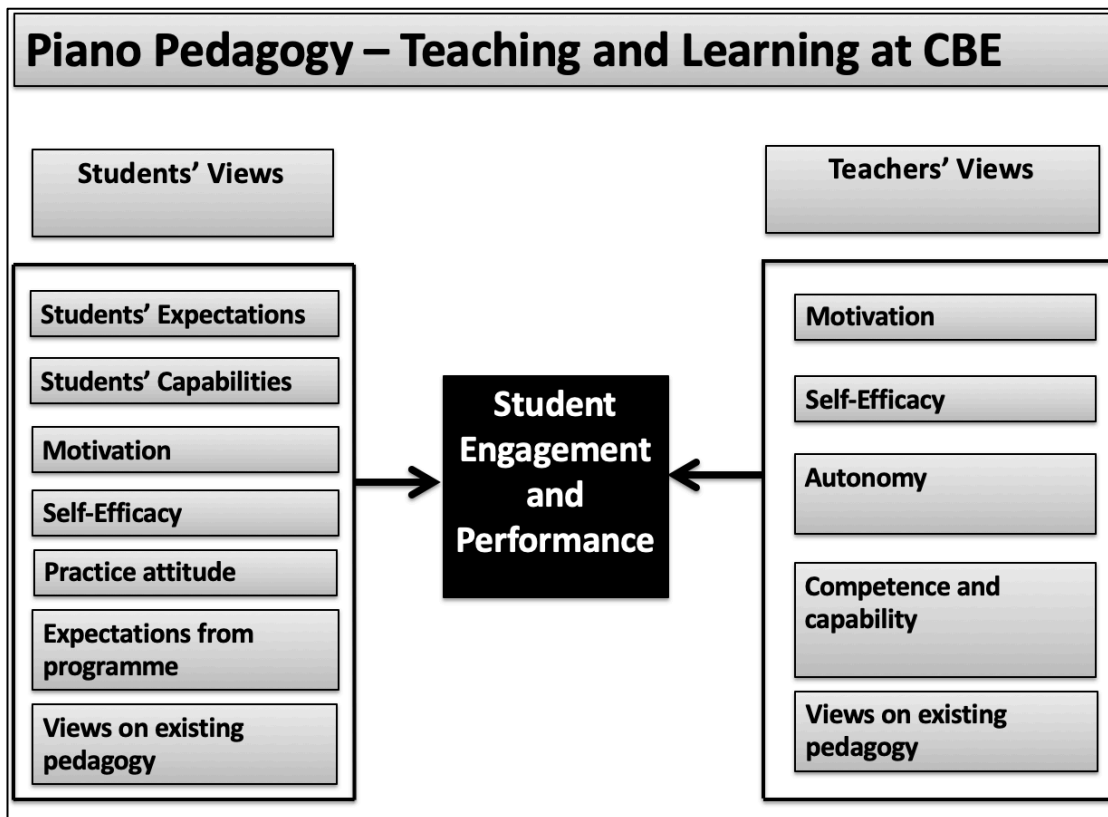 Piano Pedagogy – Teaching and Learning at CBE
Students’ Views
Students’ Expectations
Students’ Capabilities
Motivation
Self-Efficacy
Practice attitude
Expectations from
programme
Views on existing
pedagogy
Student
Engagement
and
Performance
Teachers’ Views
Motivation
Self-Efficacy
Autonomy
Competence and
capability
Views on existing
pedagogy